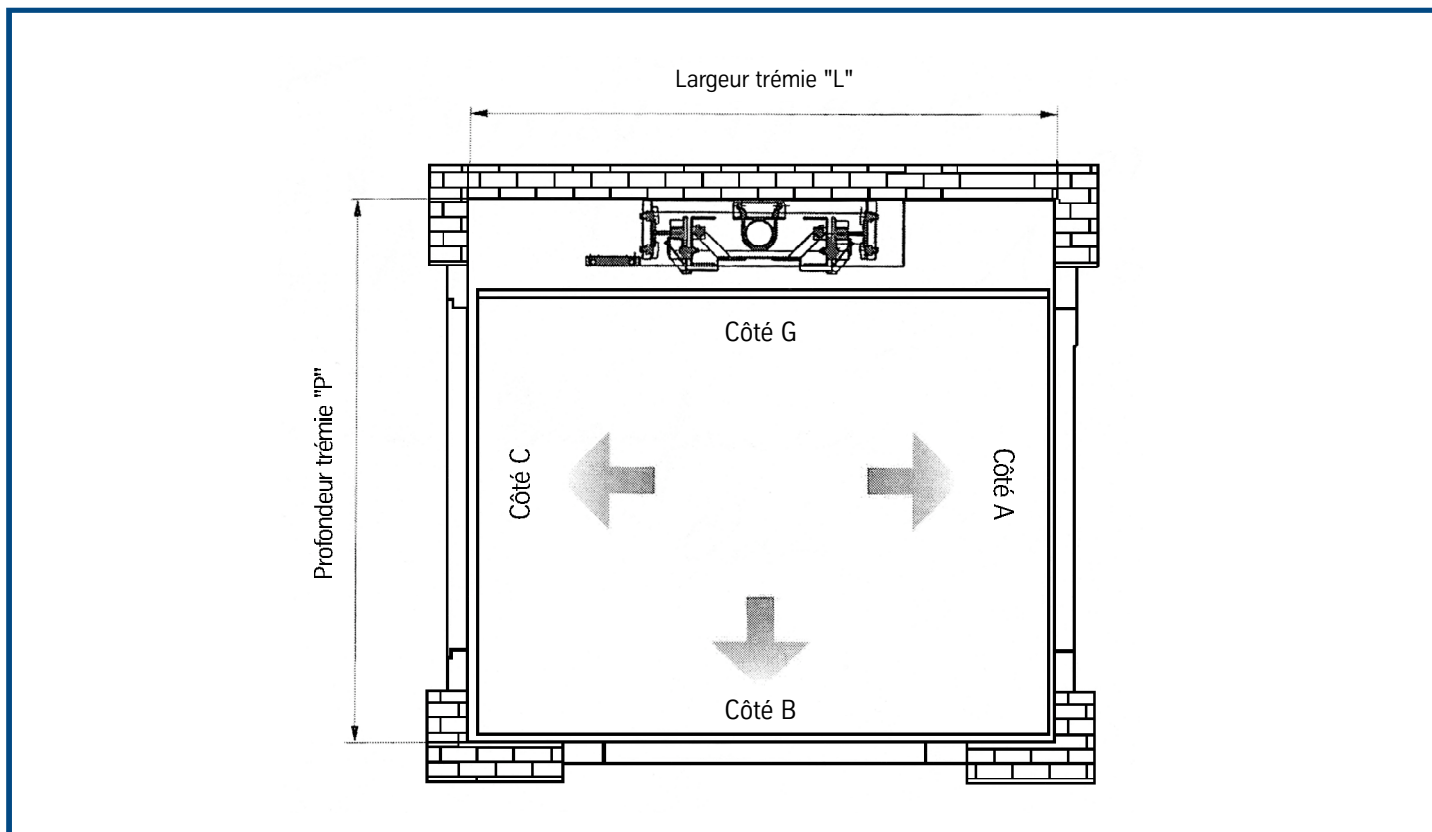 Largeur trémie "L"
Côté G
Profondeur trémie "P"
Côté C
Côté A
Côté B